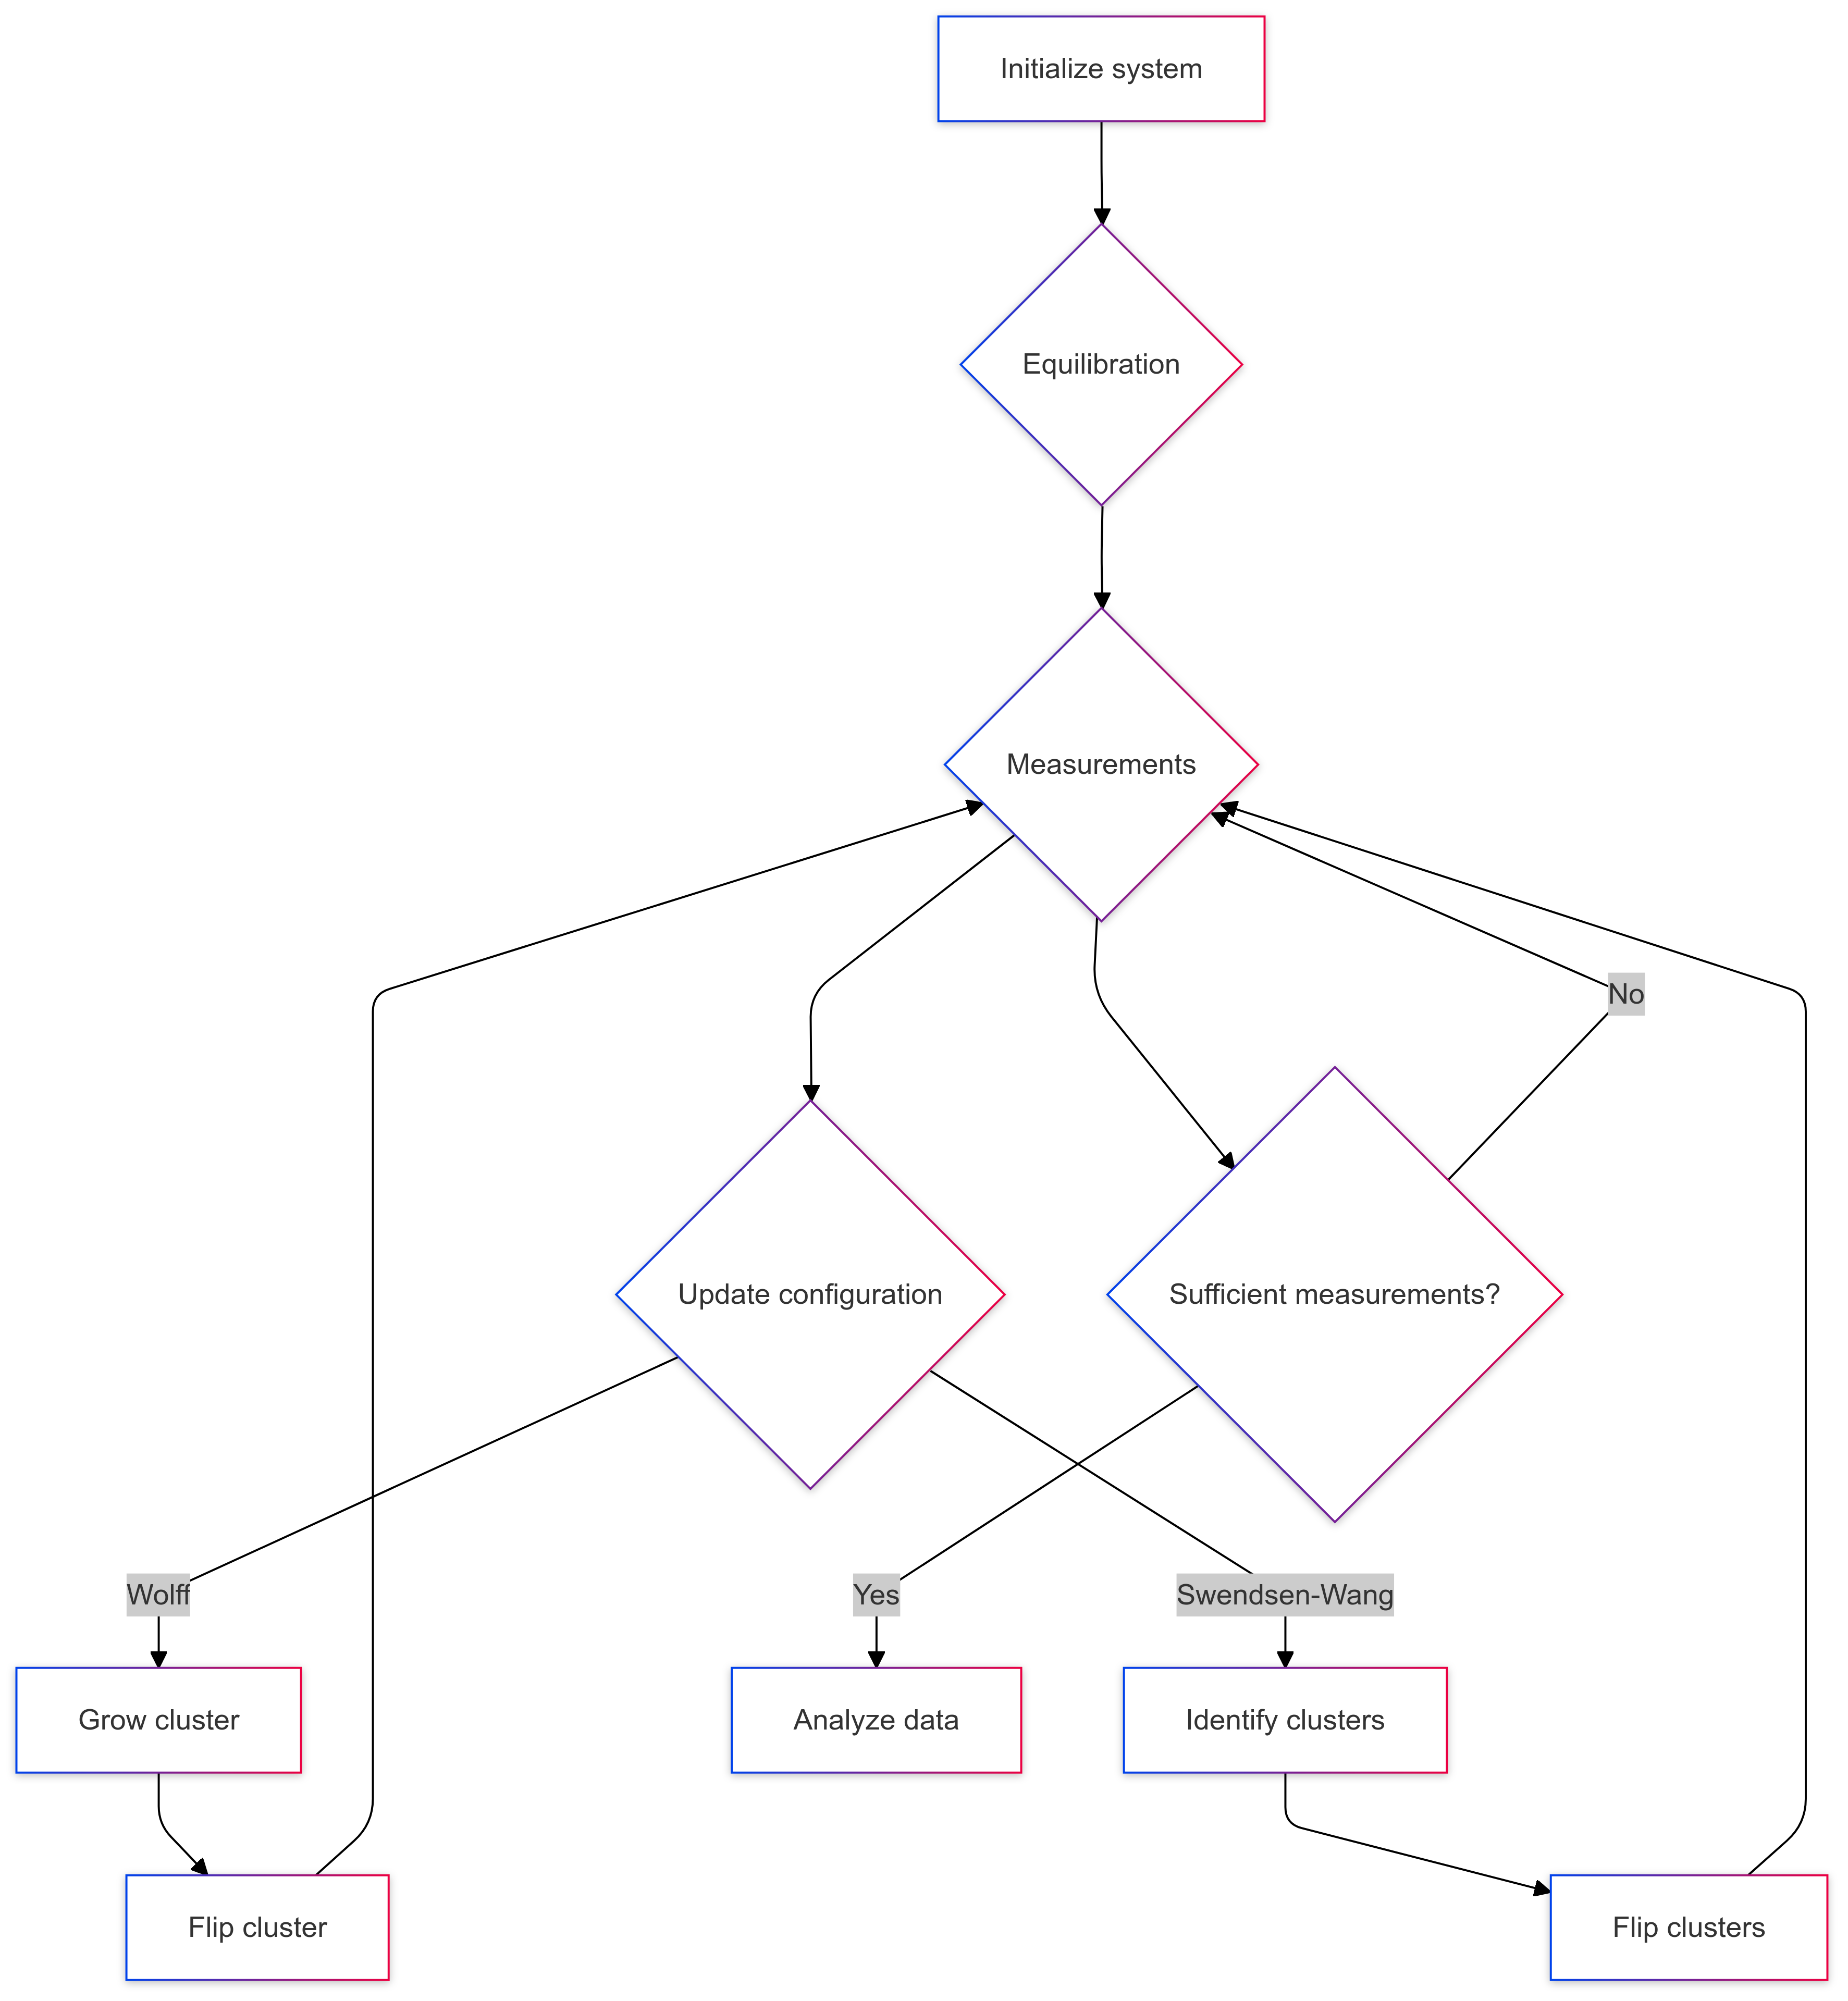 Initialize system
Equilibration
Measurements
No
Update configuration
Sufficient measurements?
Wolff
Yes
Swendsen-Wang
Grow cluster
Analyze data
Identify clusters
Flip cluster
Flip clusters